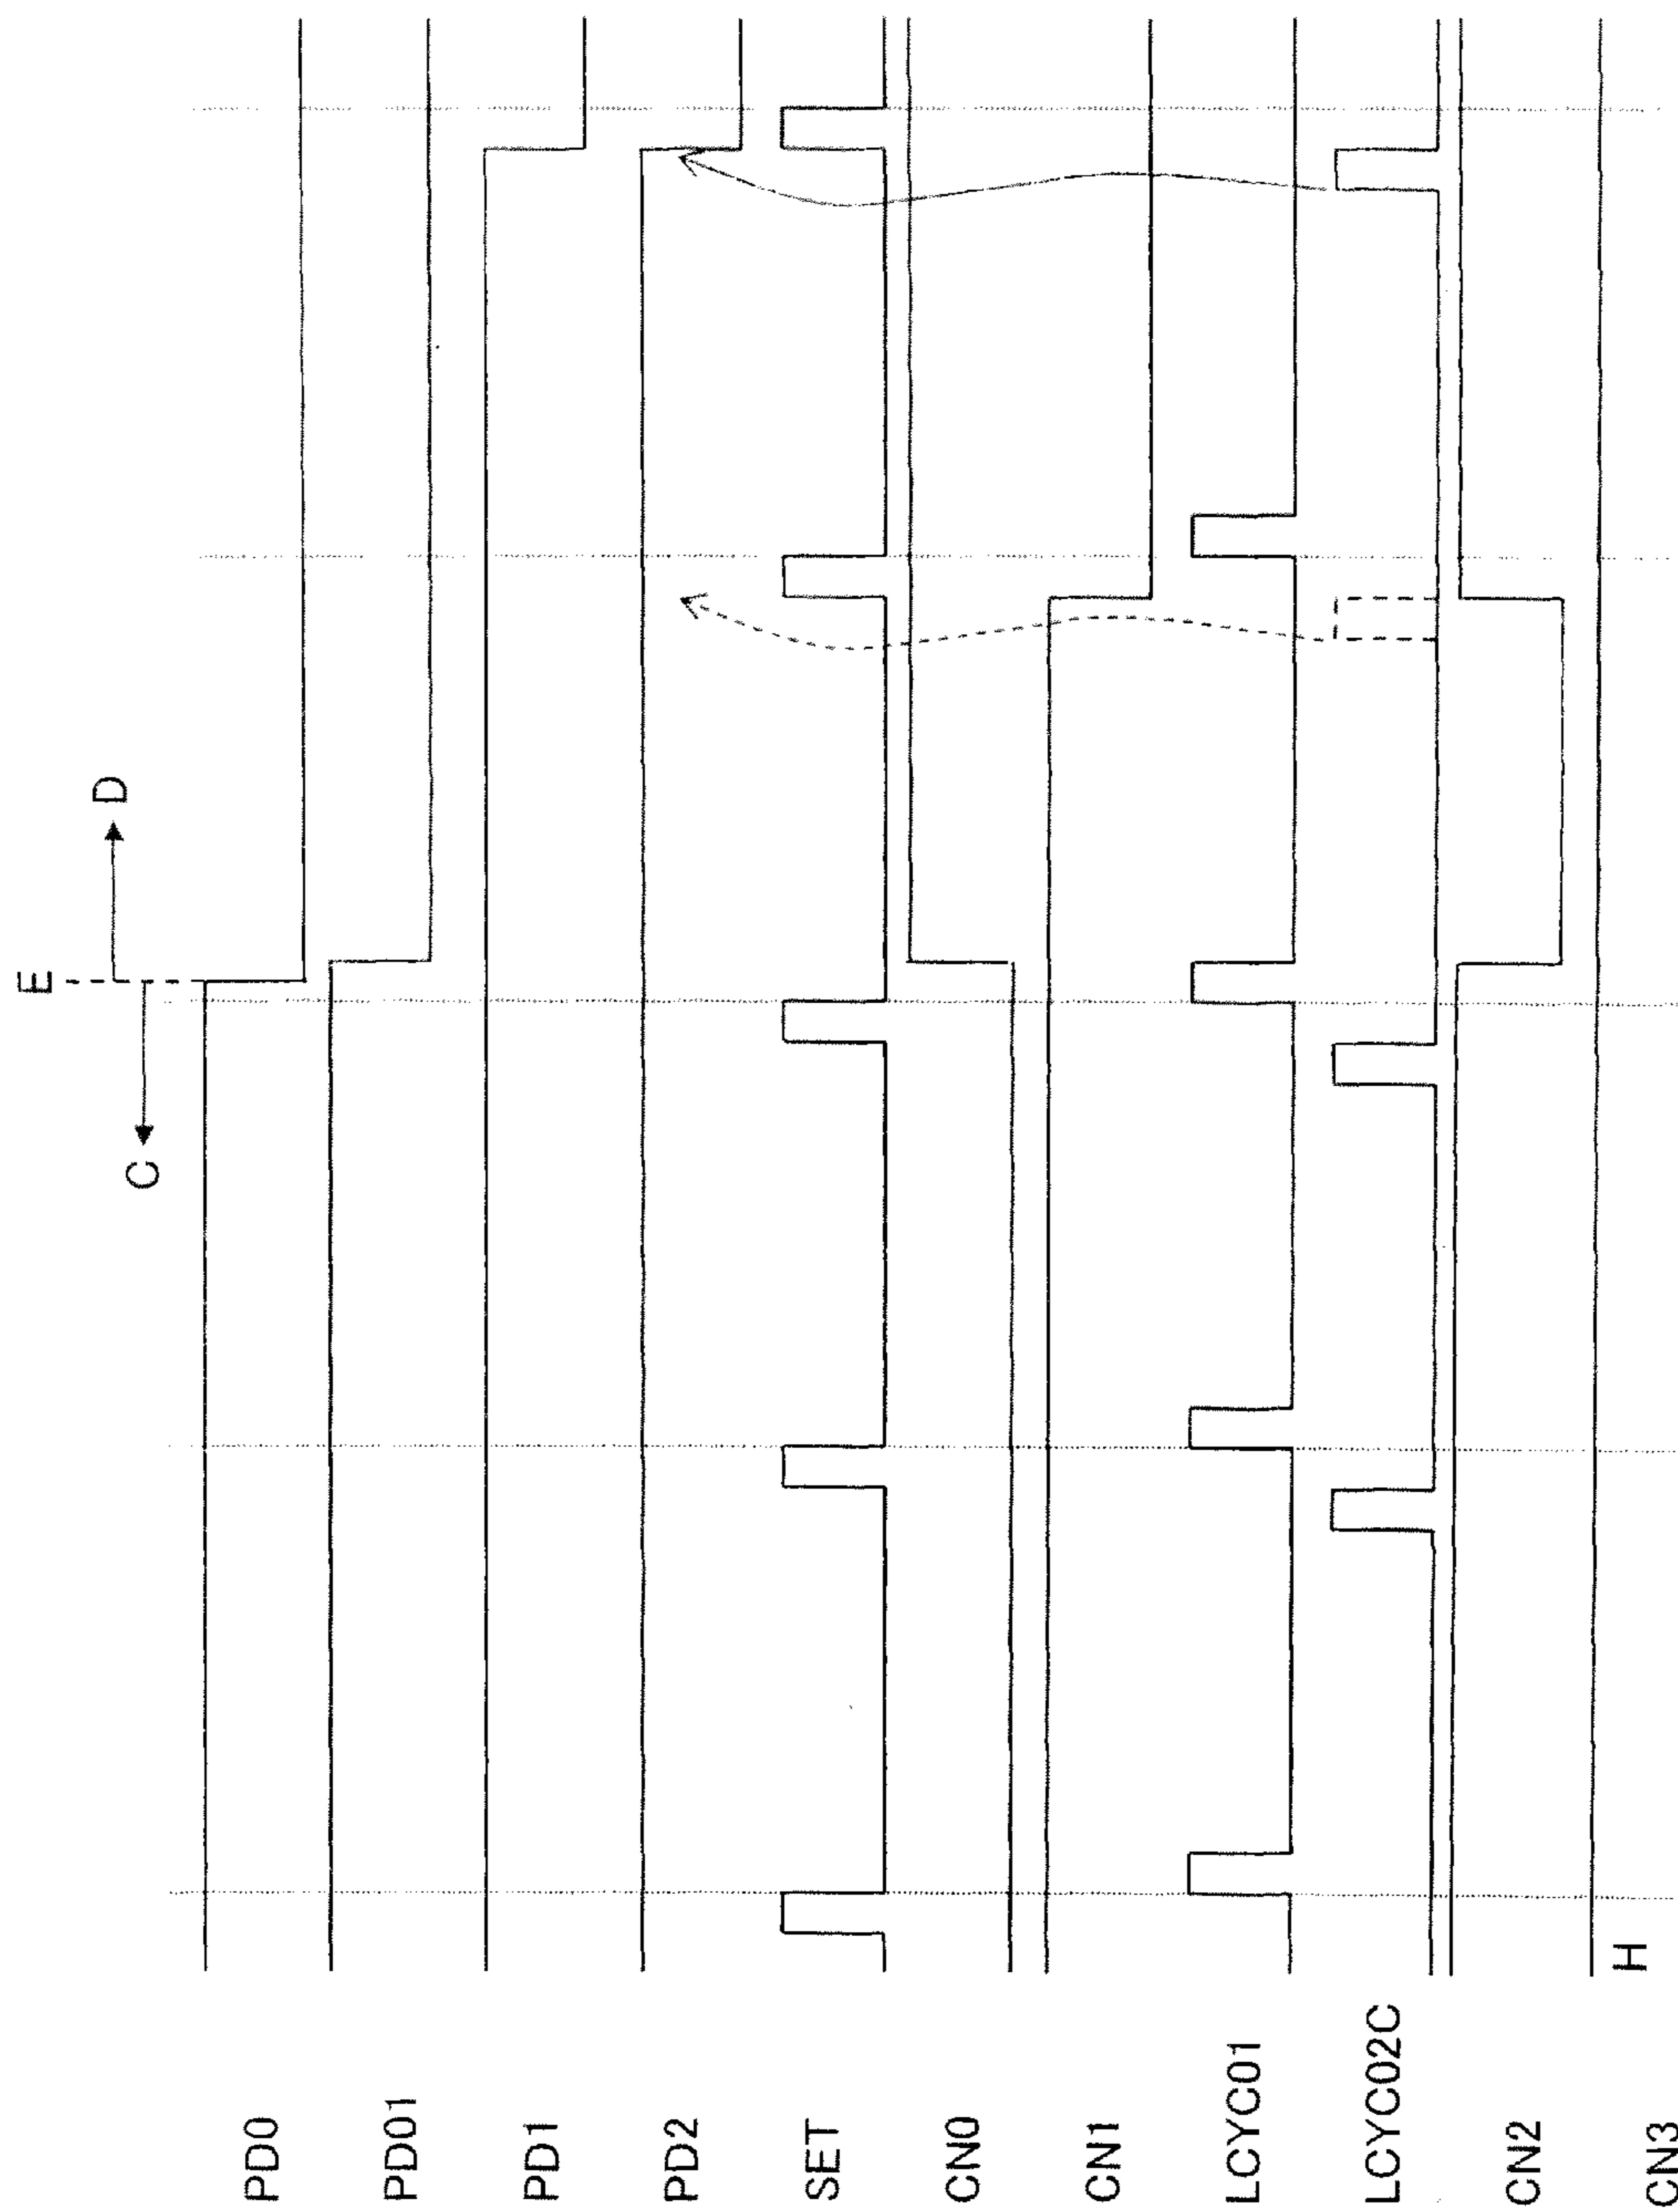 E
D
C
PD0
PD01
PD1
PD2
SET
CN0
CN1
LCYC01
LCYC02C
CN2
CN3
H